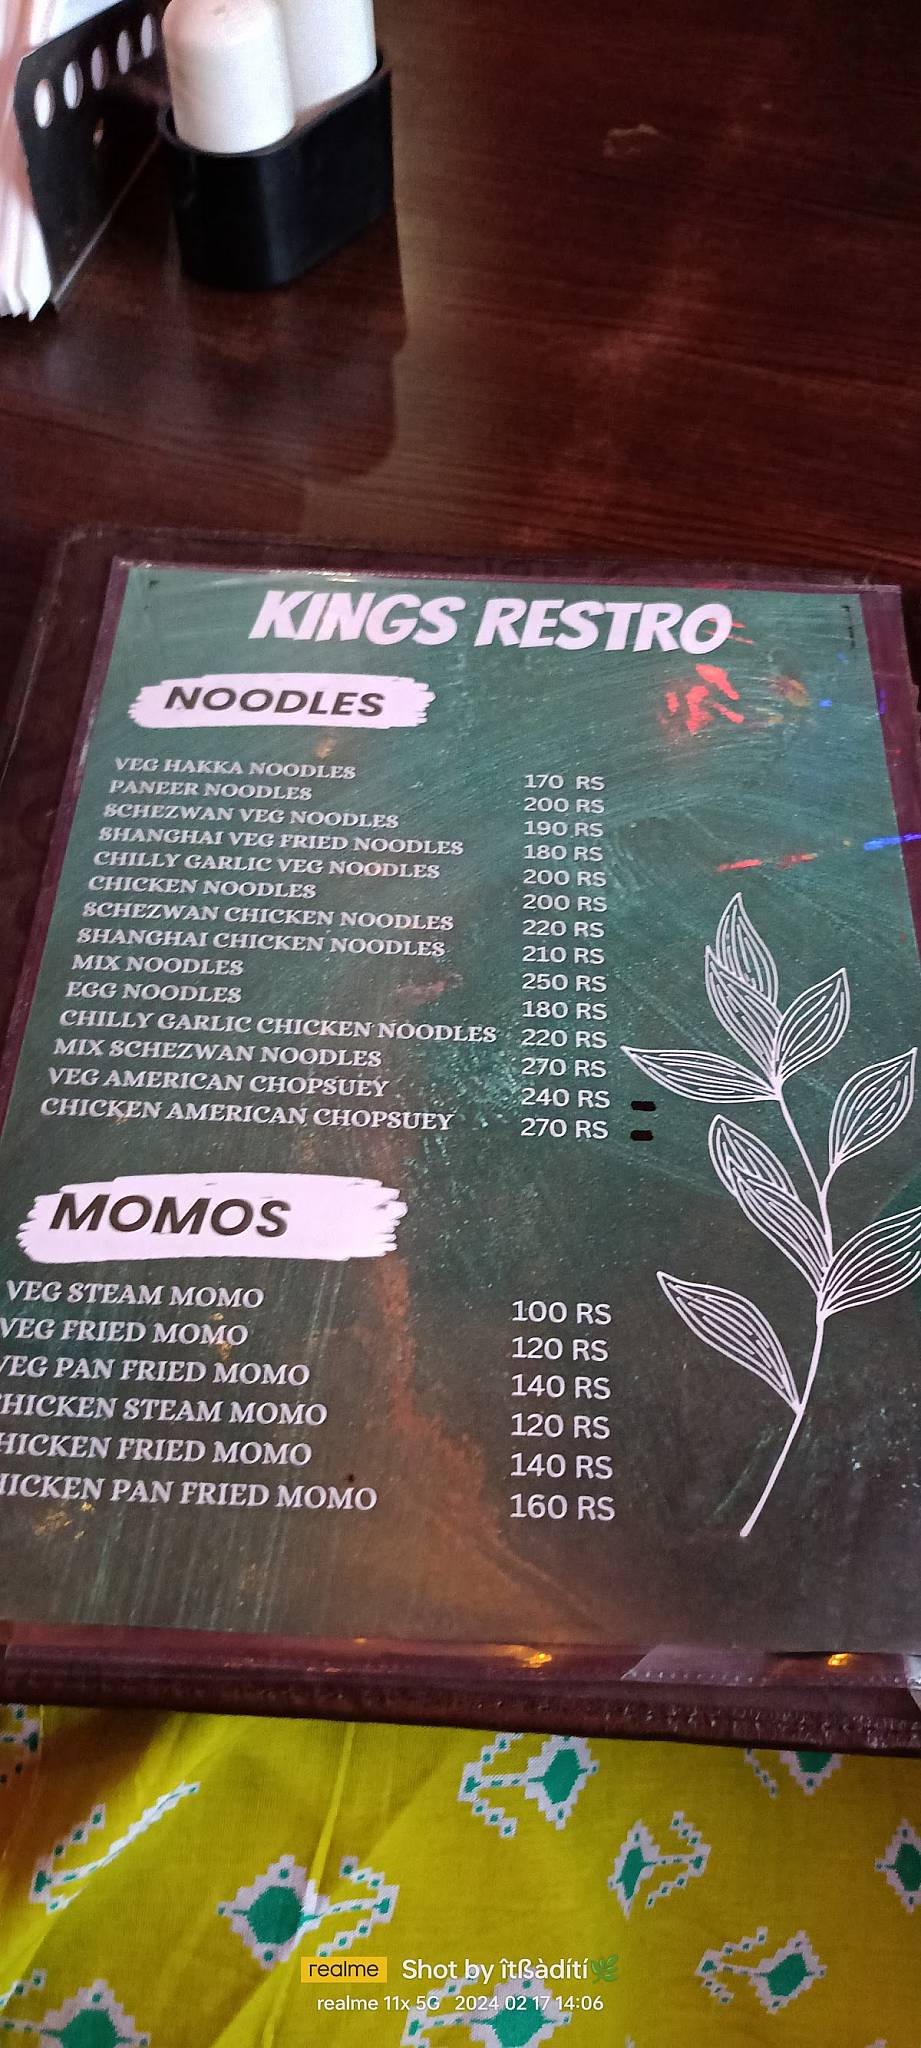 KINGS RESTRO
NOODLES
VEG HAKKA NOODLES 170 RS
PANEER NOODLES 200 RS
SCHEZWAN VEG NOODLES 190 RS
SHANGHAI VEG FRIED NOODLES 180 RS
CHILLY GARLIC VEG NOODLES 200 RS
CHICKEN NOODLES 200 RS
SCHEZWAN CHICKEN NOODLES 220 RS
SHANGHAI CHICKEN NOODLES 210 RS
MIX NOODLES 250 RS
EGG NOODLES 180 RS
CHILLY GARLIC CHICKEN NOODLES 220 RS
MIX SCHEZWAN NOODLES 270 RS
VEG AMERICAN CHOPSUEY 240 RS
CHICKEN AMERICAN CHOPSUEY 270 RS
MOMOS
VEG STEAM MOMO 100 RS
VEG FRIED MOMO 120 RS
VEG PAN FRIED MOMO 140 RS
CHICKEN STEAM MOMO 120 RS
HICKEN FRIED MOMO 140 RS
HICKEN PAN FRIED MOMO 160 RS
realme Shot by îtßàdítí🌿
realme 11x 5G 2024 02 17 14:06